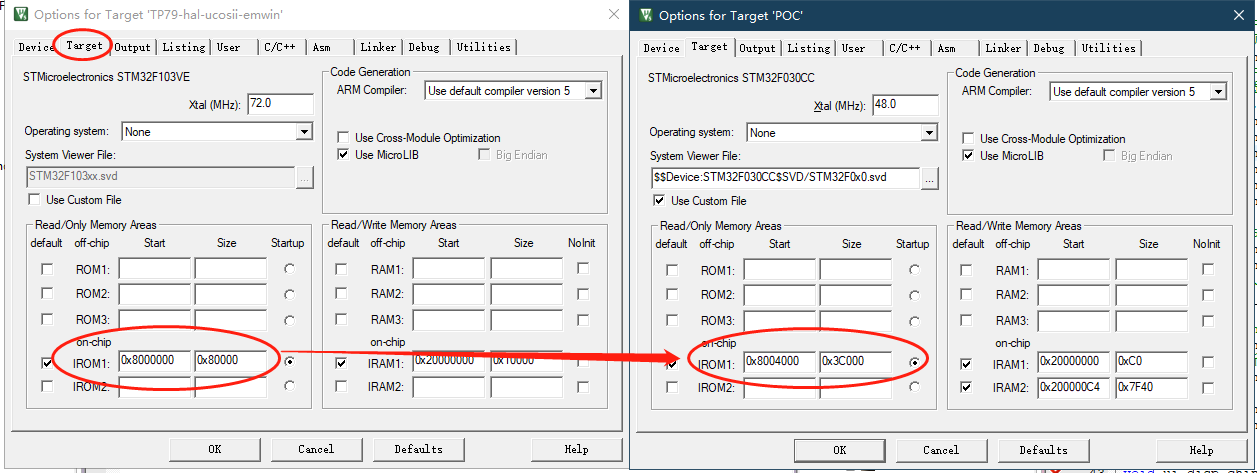 Options for Target 'TP79-hal-ucosii-emwin'
Device Target Output Listing User C/C++ Asm Linker Debug Utilities
STMicroelectronics STM32F103VE
Xtal (MHz): 72.0
Operating system: None
System Viewer File:
STM32F103xx.svd ...
Use Custom File
Code Generation
ARM Compiler: Use default compiler version 5
Use Cross-Module Optimization
Use MicroLIB Big Endian
Read/Only Memory Areas
default off-chip Start Size Startup
ROM1:
ROM2:
ROM3:
on-chip
IROM1: 0x8000000 0x80000
IROM2:
Read/Write Memory Areas
default off-chip Start Size NoInit
RAM1:
RAM2:
RAM3:
on-chip
IRAM1: 0x20000000 0x10000
IRAM2:
OK Cancel Defaults Help
Options for Target 'POC'
Device Target Output Listing User C/C++ Asm Linker Debug Utilities
STMicroelectronics STM32F030CC
Xtal (MHz): 48.0
Operating system: None
System Viewer File:
$$Device:STM32F030CC$SVD/STM32F0x0.svd ...
Use Custom File
Code Generation
ARM Compiler: Use default compiler version 5
Use Cross-Module Optimization
Use MicroLIB Big Endian
Read/Only Memory Areas
default off-chip Start Size Startup
ROM1:
ROM2:
ROM3:
on-chip
IROM1: 0x8004000 0x3C000
IROM2:
Read/Write Memory Areas
default off-chip Start Size NoInit
RAM1:
RAM2:
RAM3:
on-chip
IRAM1: 0x20000000 0xC0
IRAM2: 0x200000C4 0x7F40
OK Cancel Defaults Help